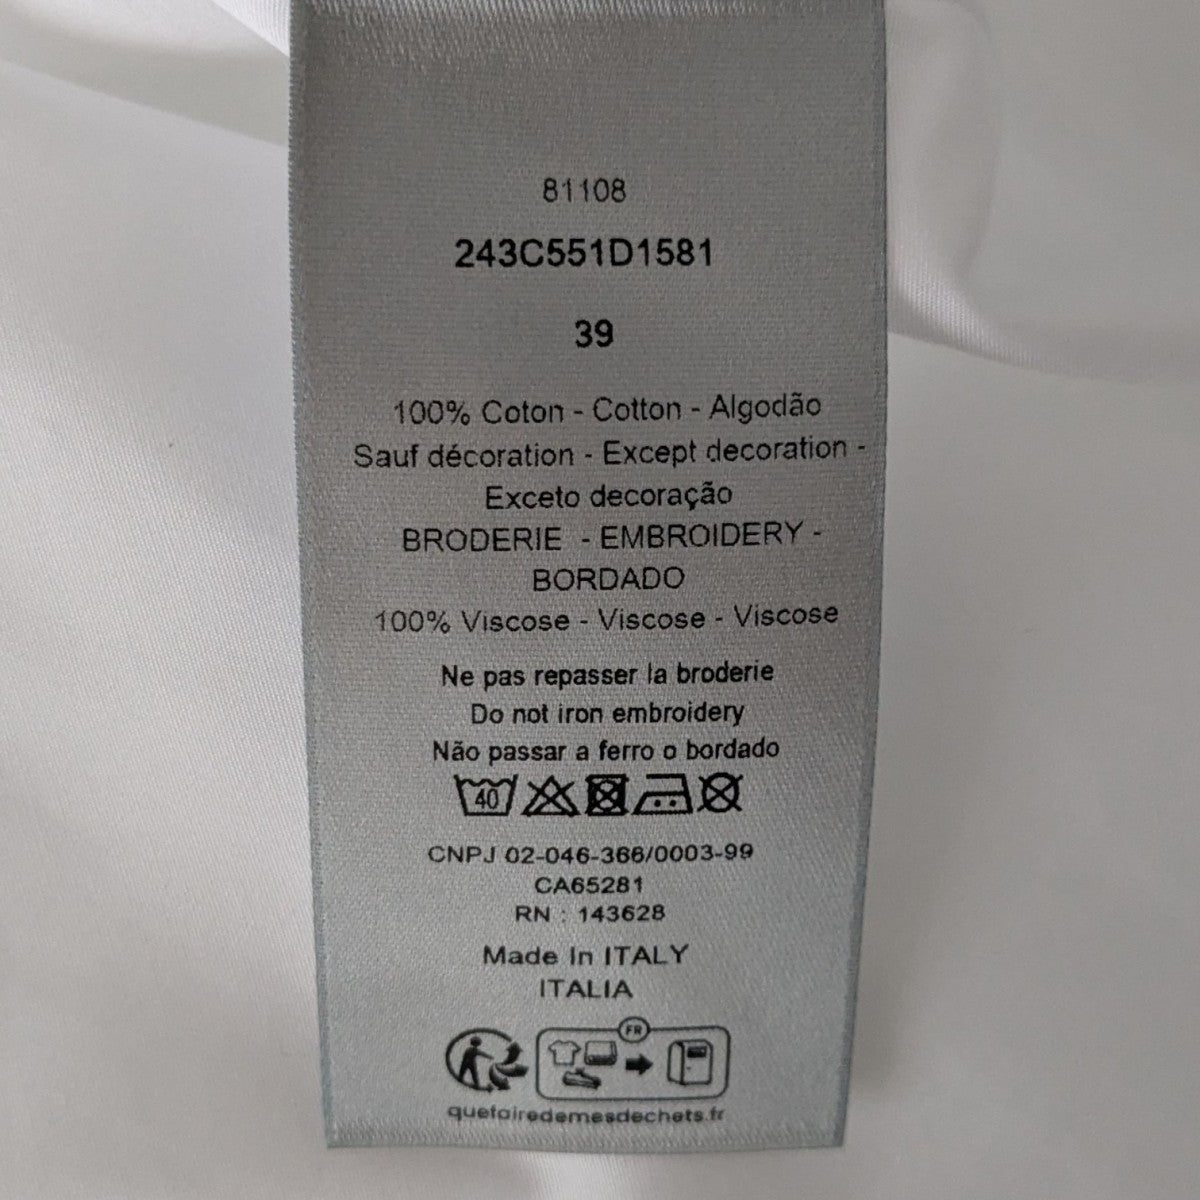 81108
243C551D1581
39
100% Coton - Cotton - Algodão
Sauf décoration - Except decoration -
Exceto decoração
BRODERIE - EMBROIDERY -
BORDADO
100% Viscose - Viscose - Viscose
Ne pas repasser la broderie
Do not iron embroidery
Não passar a ferro o bordado
40
CNPJ 02-046-366/0003-99
CA65281
RN : 143628
Made In ITALY
ITALIA
FR
quefairedemesdechets.fr